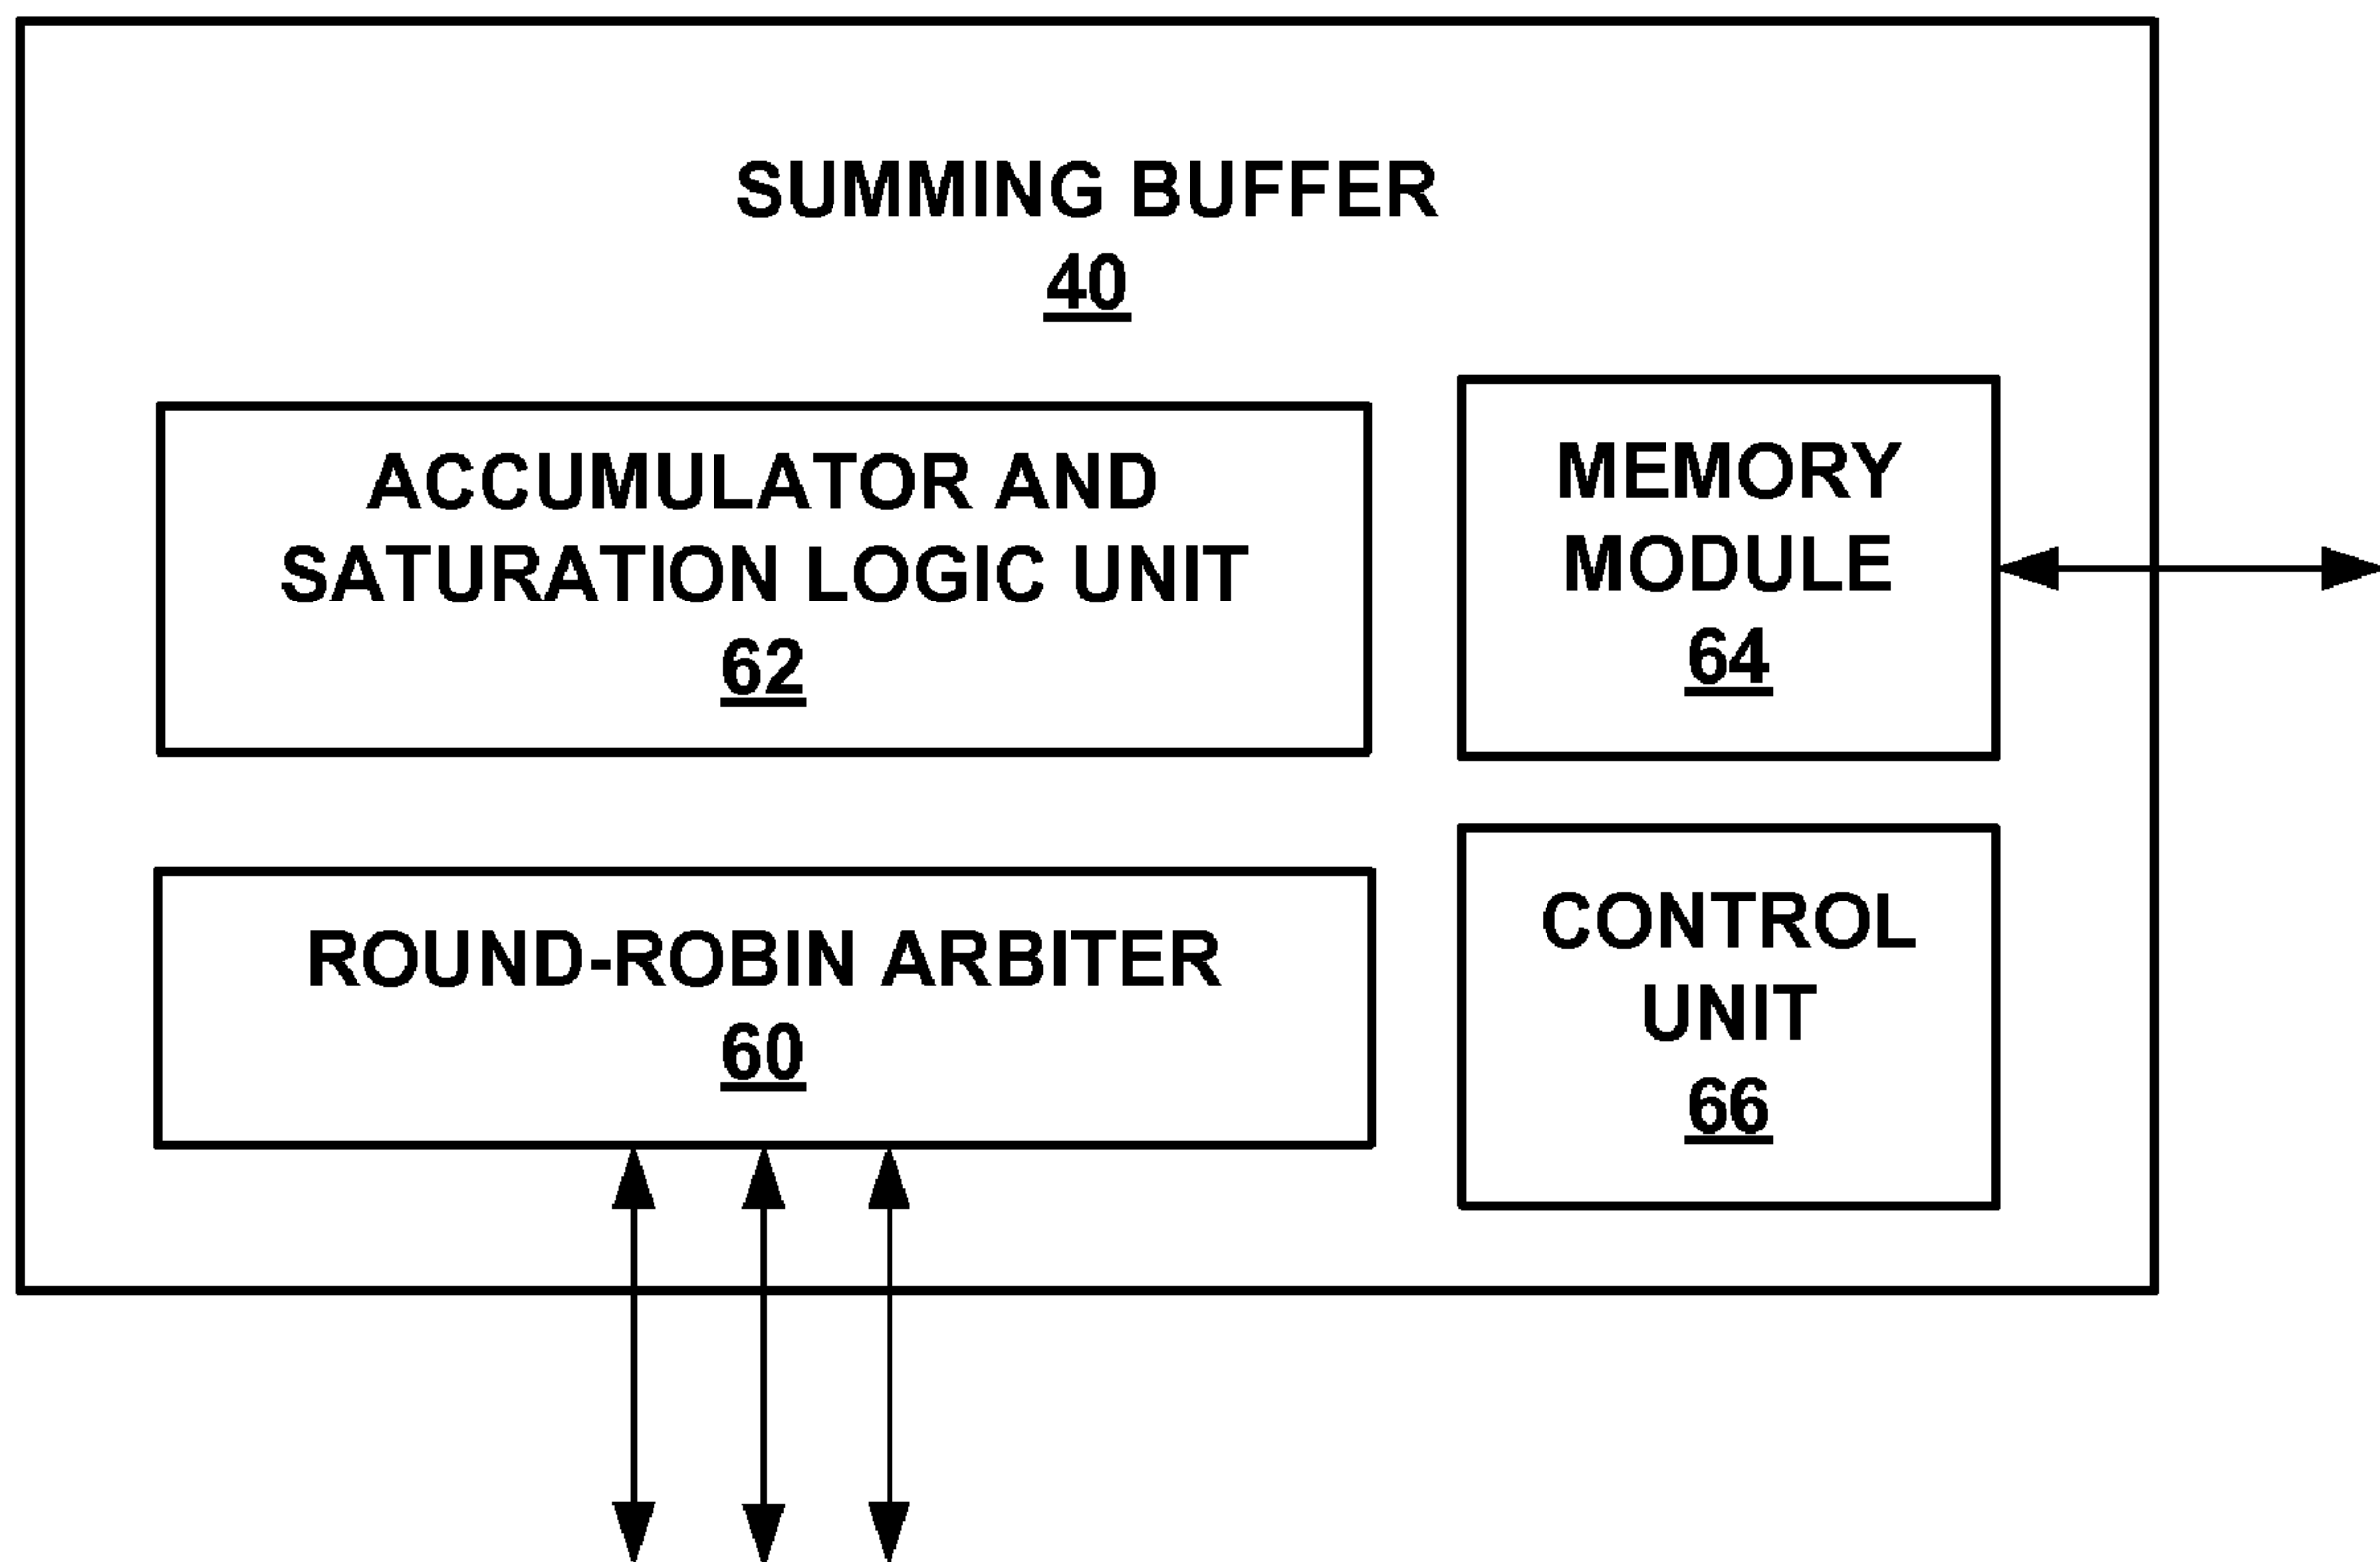 SUMMING BUFFER
40
ACCUMULATOR AND
SATURATION LOGIC UNIT
62
MEMORY
MODULE
64
ROUND-ROBIN ARBITER
60
CONTROL
UNIT
66